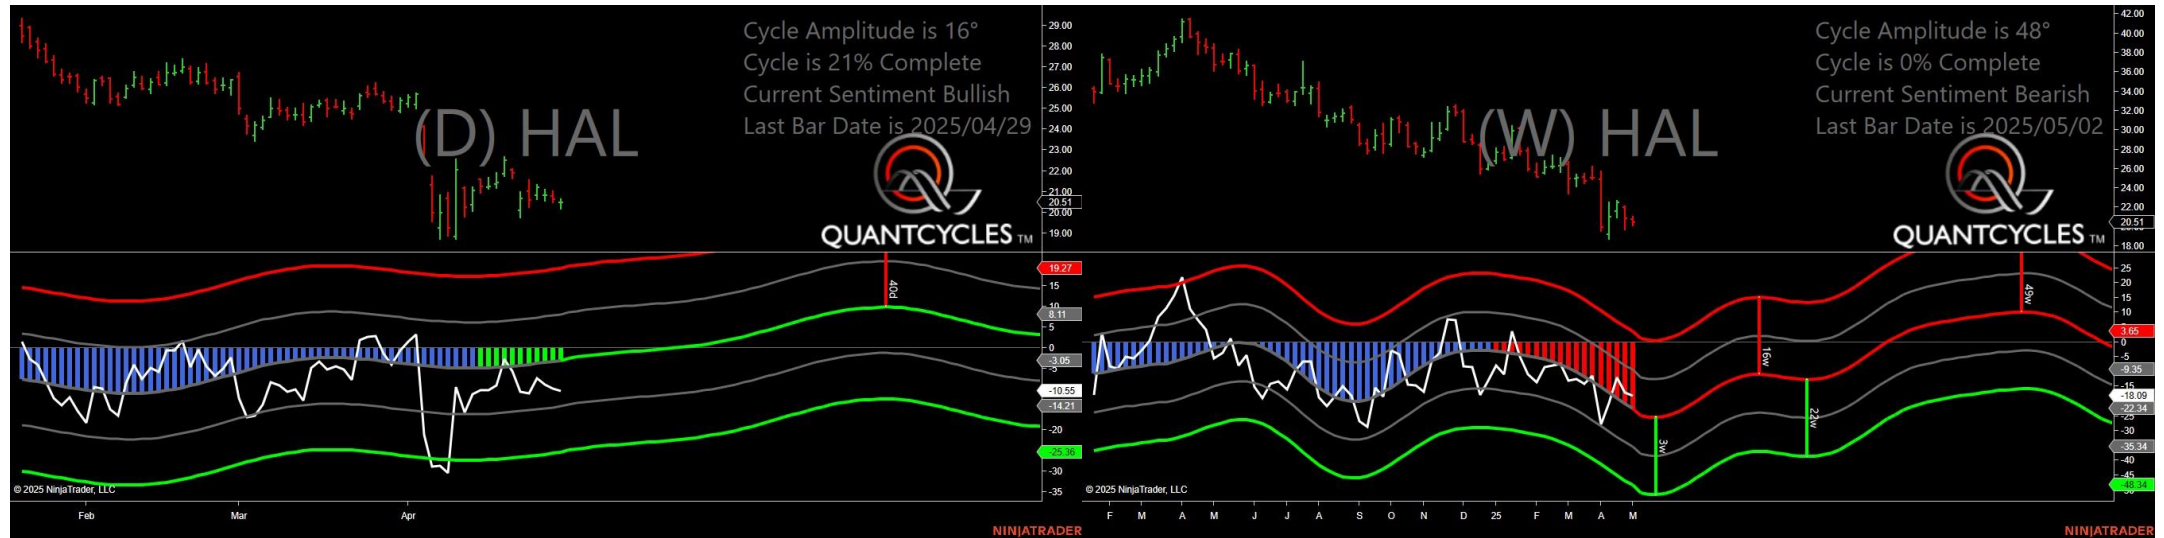 Cycle Amplitude is 16°
Cycle is 21% Complete
Current Sentiment Bullish
Last Bar Date is 2025/04/29
(D) HAL
QUANTCYCLES TM
29.00
28.00
27.00
26.00
25.00
24.00
23.00
22.00
21.00
20.51
20.00
19.00
40d
19.27
15
10
8.11
5
0
-3.05
-5
-10.55
-14.21
-20
-25.36
-30
-35
© 2025 NinjaTrader, LLC
Feb Mar Apr
NINJATRADER
Cycle Amplitude is 48°
Cycle is 0% Complete
Current Sentiment Bearish
Last Bar Date is 2025/05/02
(W) HAL
QUANTCYCLES TM
42.00
40.00
38.00
36.00
34.00
32.00
30.00
28.00
26.00
24.00
22.00
20.51
18.00
49w
16w
22w
3w
25
20
15
10
5
3.65
0
-5
-9.35
-15
-18.09
-22.34
-25
-30
-35.34
-40
-45
-48.34
© 2025 NinjaTrader, LLC
F M A M J J A S O N D 25 F M A M
NINJATRADER